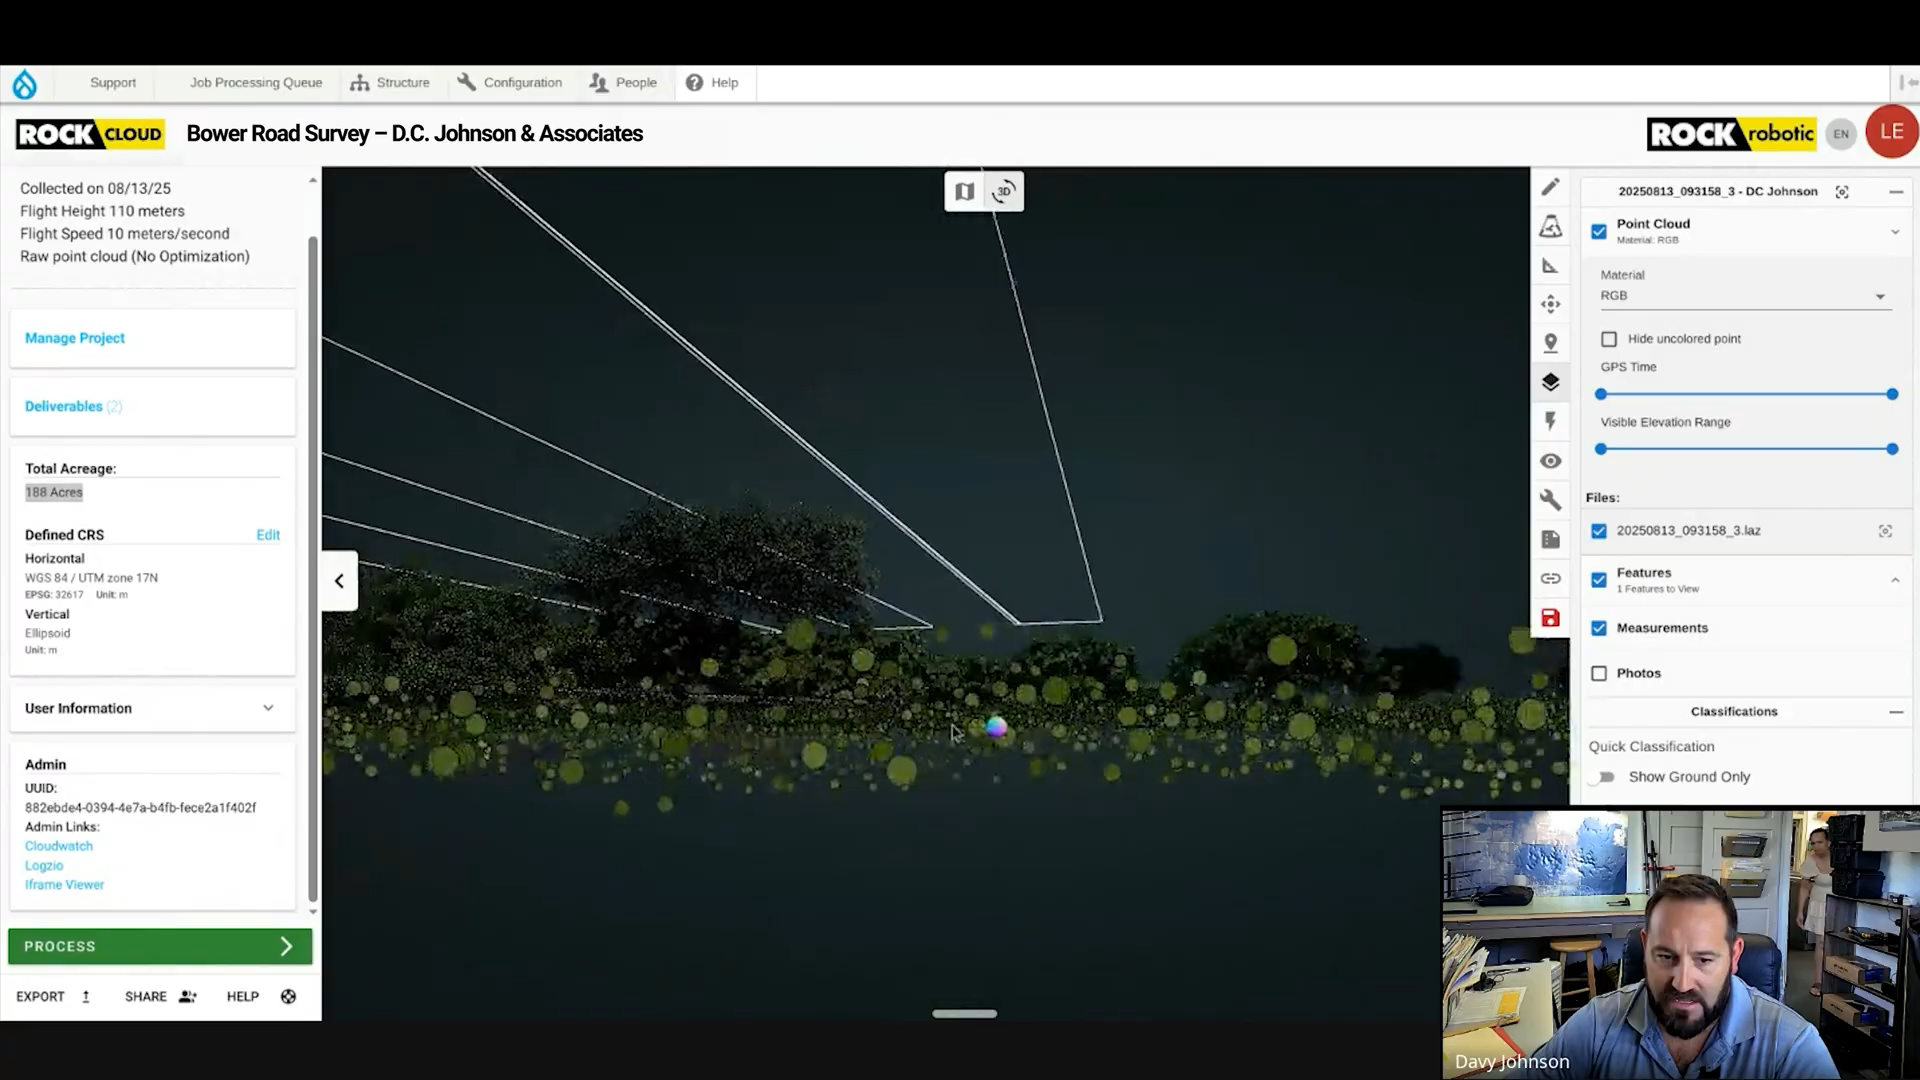 Support
Job Processing Queue
Structure
Configuration
People
Help
ROCK CLOUD
Bower Road Survey – D.C. Johnson & Associates
ROCK robotic
EN
LE
Collected on 08/13/25
Flight Height 110 meters
Flight Speed 10 meters/second
Raw point cloud (No Optimization)
Manage Project
Deliverables (2)
Total Acreage:
188 Acres
Defined CRS
Edit
Horizontal
WGS 84 / UTM zone 17N
EPSG: 32617 Unit: m
Vertical
Ellipsoid
Unit: m
User Information
Admin
UUID:
882ebde4-0394-4e7a-b4fb-fece2a1f402f
Admin Links:
Cloudwatch
Logzio
Iframe Viewer
PROCESS
EXPORT
SHARE
HELP
3D
20250813_093158_3 - DC Johnson
Point Cloud
Material: RGB
Material
RGB
Hide uncolored point
GPS Time
Visible Elevation Range
Files:
20250813_093158_3.laz
Features
1 Features to View
Measurements
Photos
Classifications
Quick Classification
Show Ground Only
Davy Johnson